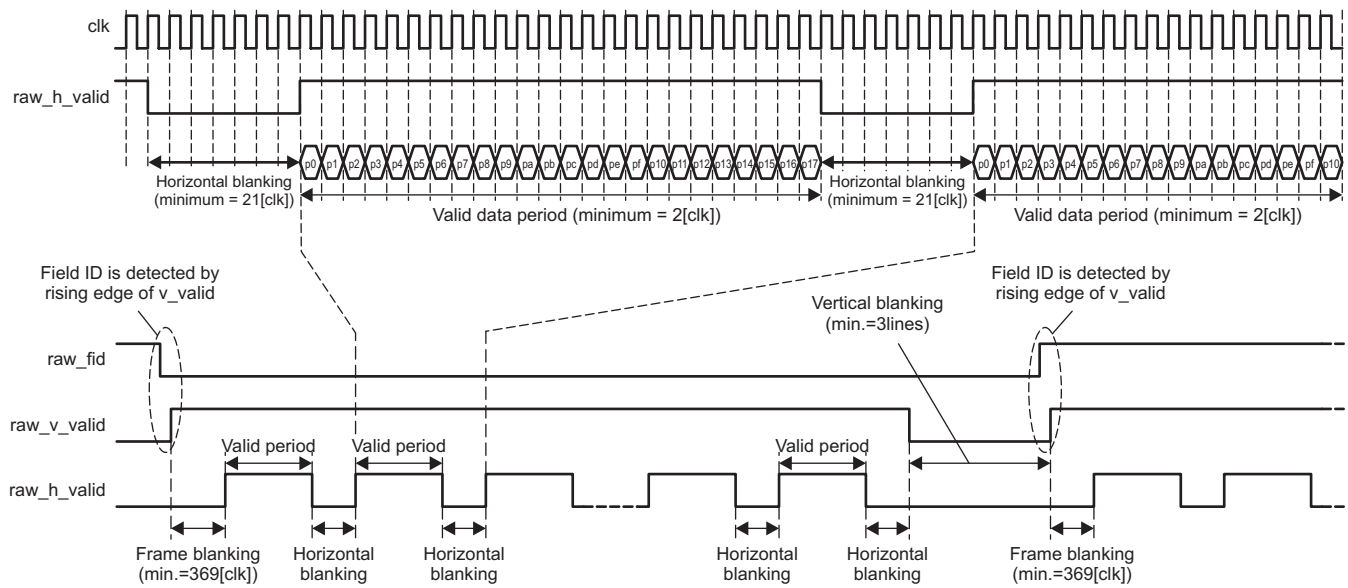 clk
raw_h_valid
p0 p1 p2 p3 p4 p5 p6 p7 p8 p9 pa pb pc pd pe pf p10 p11 p12 p13 p14 p15 p16 p17
p0 p1 p2 p3 p4 p5 p6 p7 p8 p9 pa pb pc pd pe pf p10
Horizontal blanking
(minimum = 21[clk])
Valid data period (minimum = 2[clk])
Horizontal blanking
(minimum = 21[clk])
Valid data period (minimum = 2[clk])
Field ID is detected by
rising edge of v_valid
Vertical blanking
(min.=3lines)
Field ID is detected by
rising edge of v_valid
raw_fid
raw_v_valid
Valid period
Valid period
Valid period
raw_h_valid
Frame blanking
(min.=369[clk])
Horizontal
blanking
Horizontal
blanking
Horizontal
blanking
Horizontal
blanking
Frame blanking
(min.=369[clk])